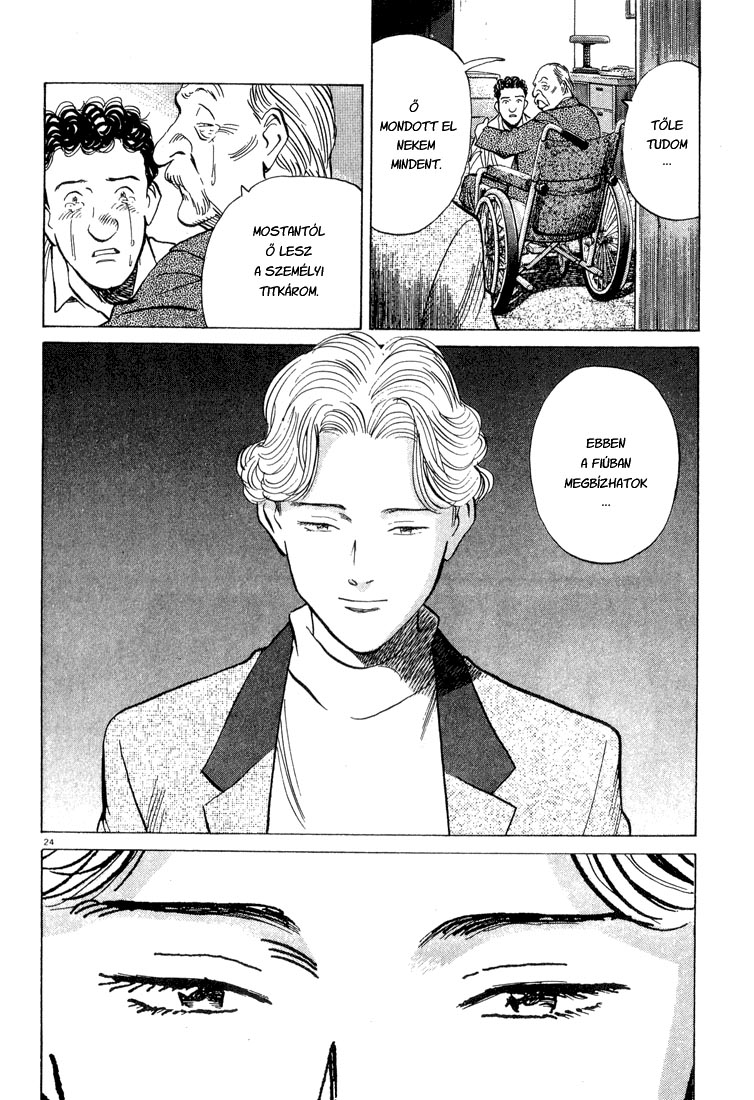 TŐLE
TUDOM
...
Ő
MONDOTT EL
NEKEM
MINDENT.
MOSTANTÓL
Ő LESZ
A SZEMÉLYI
TITKÁROM.
EBBEN
A FIÚBAN
MEGBÍZHATOK
...
24